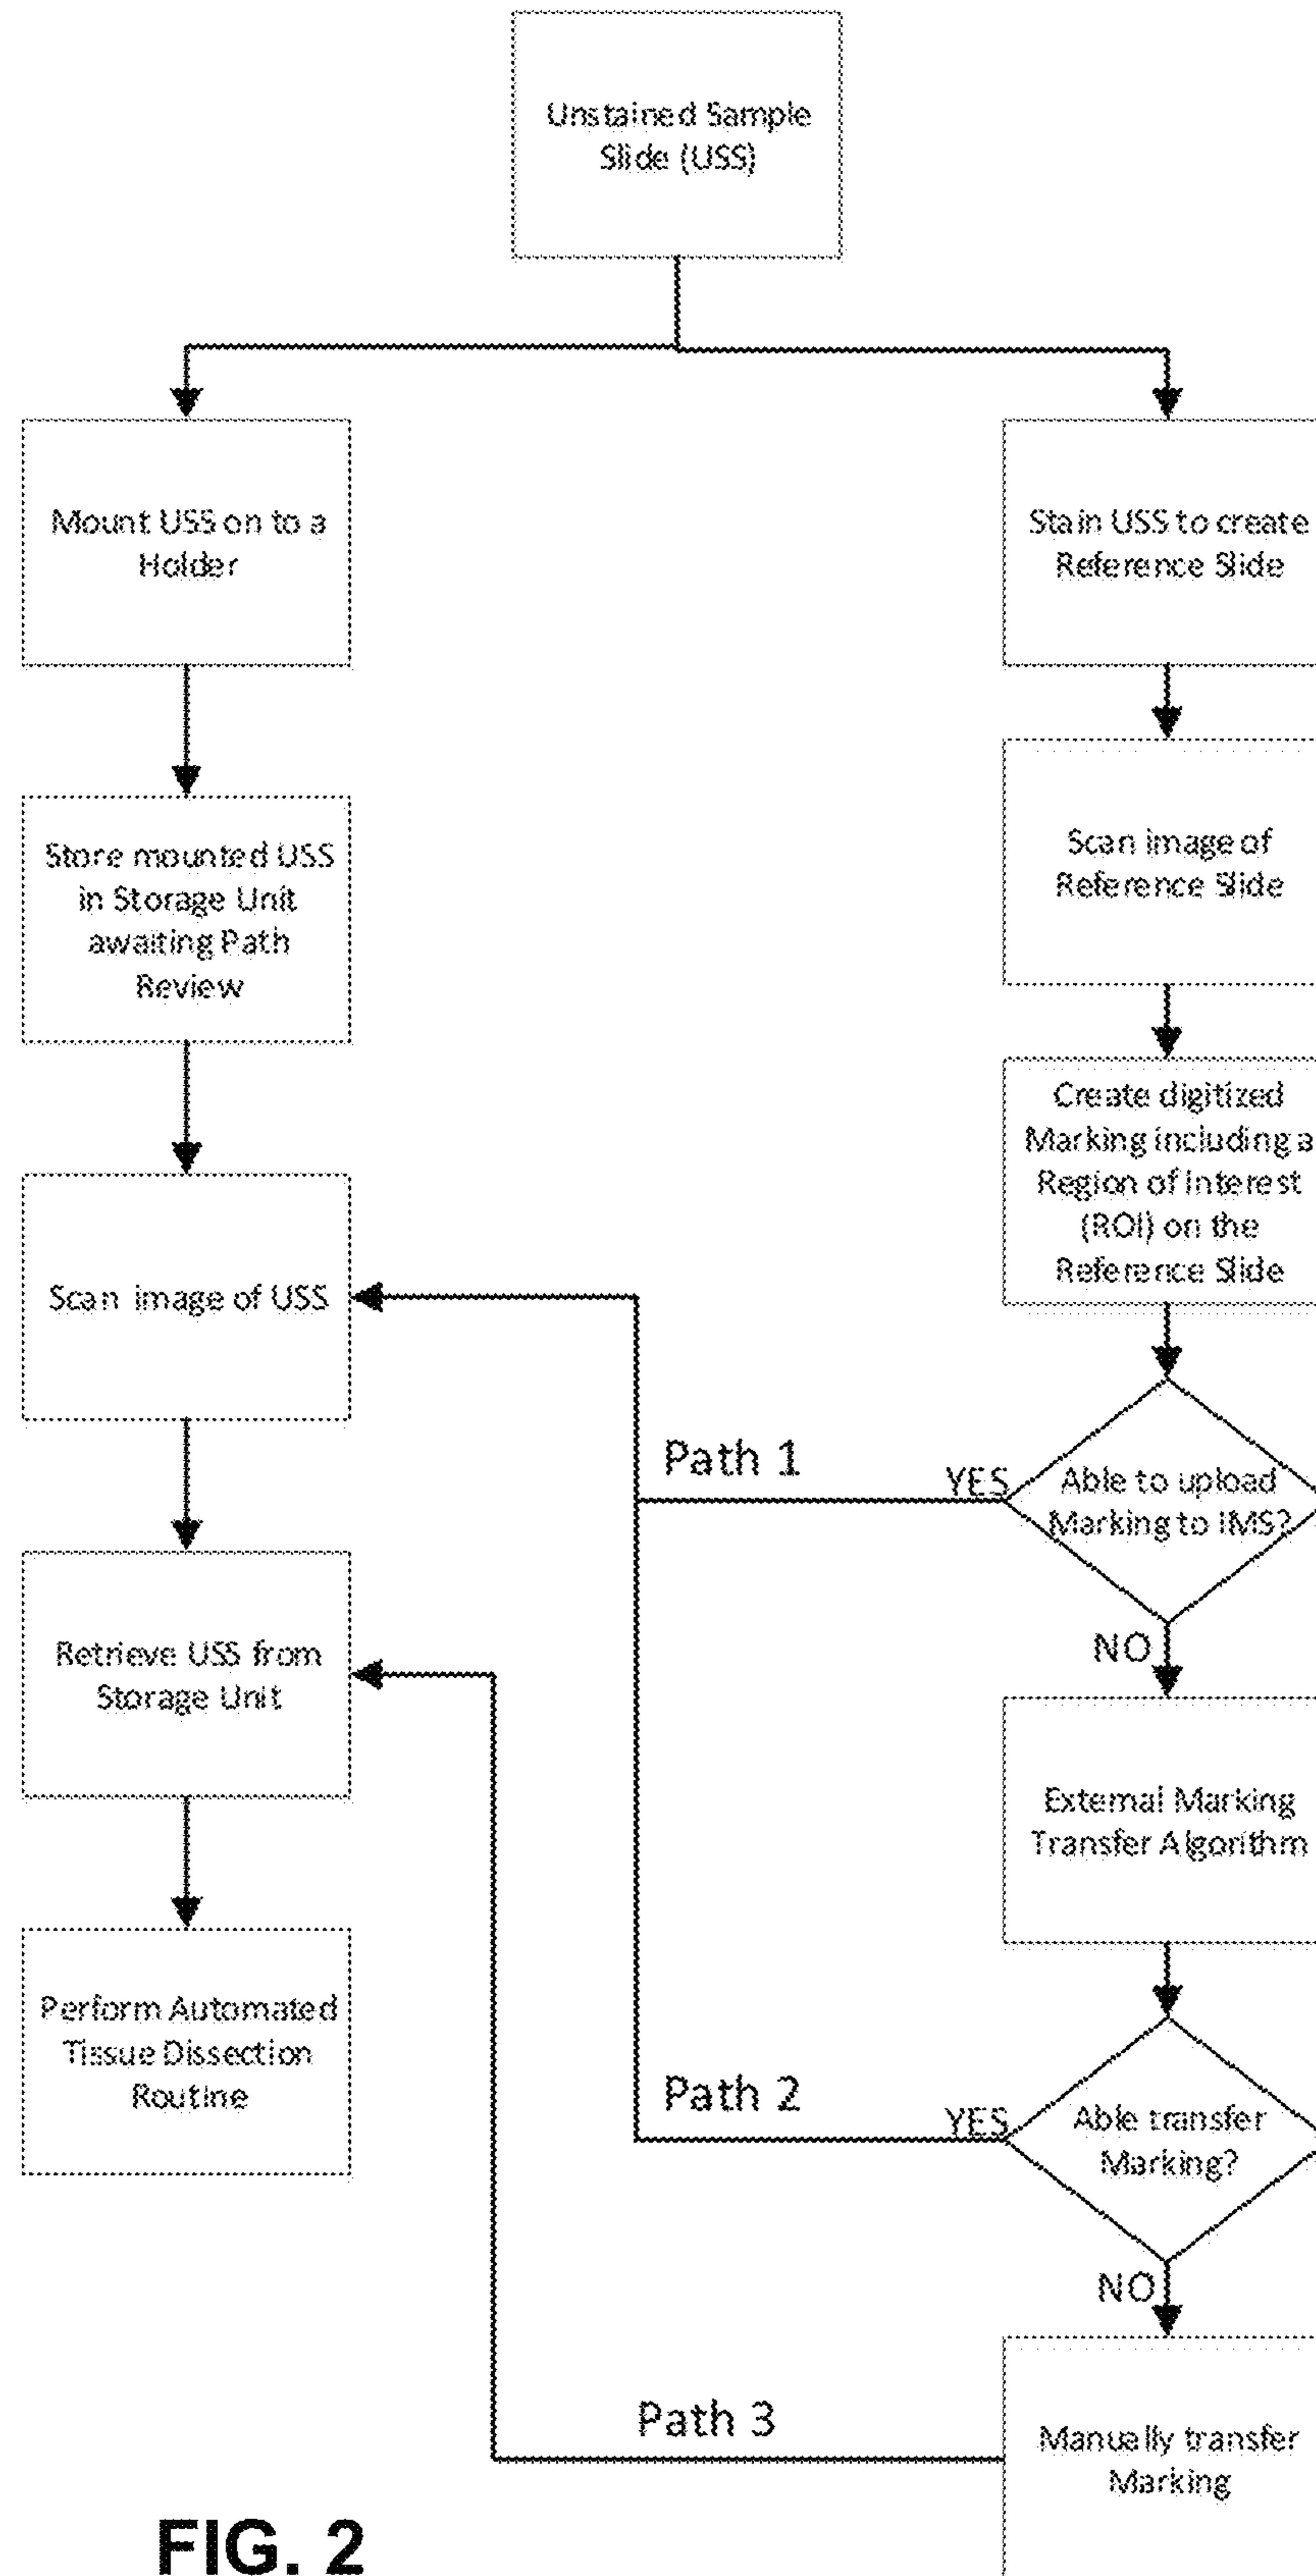 Unstained Sample
Slide (USS)
Mount USS on to a
Holder
Stain USS to create
Reference Slide
Store mounted USS
in Storage Unit
awaiting Path
Review
Scan image of
Reference Slide
Create digitized
Marking including a
Region of Interest
(ROI) on the
Reference Slide
Scan image of USS
Path 1
YES
Able to upload
Marking to IMS?
NO
Retrieve USS from
Storage Unit
External Marking
Transfer Algorithm
Perform Automated
Tissue Dissection
Routine
Path 2
YES
Able transfer
Marking?
NO
Path 3
Manually transfer
Marking
FIG. 2